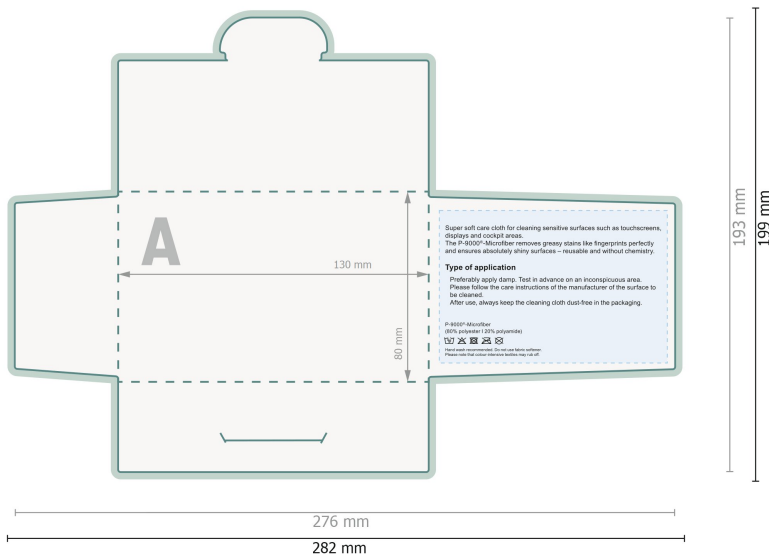 A
130 mm
80 mm
Super soft care cloth for cleaning sensitive surfaces such as touchscreens,
displays and cockpit areas.
The P-9000®-Microfiber removes greasy stains like fingerprints perfectly
and ensures absolutely shiny surfaces – reusable and without chemistry.
Type of application
Preferably apply damp. Test in advance on an inconspicuous area.
Please follow the care instructions of the manufacturer of the surface to
be cleaned.
After use, always keep the cleaning cloth dust-free in the packaging.
P-9000®-Microfiber
(80% polyester I 20% polyamide)
Hand wash recommended. Do not use fabric softener.
Please note that colour-intensive textiles may rub off.
193 mm
199 mm
276 mm
282 mm